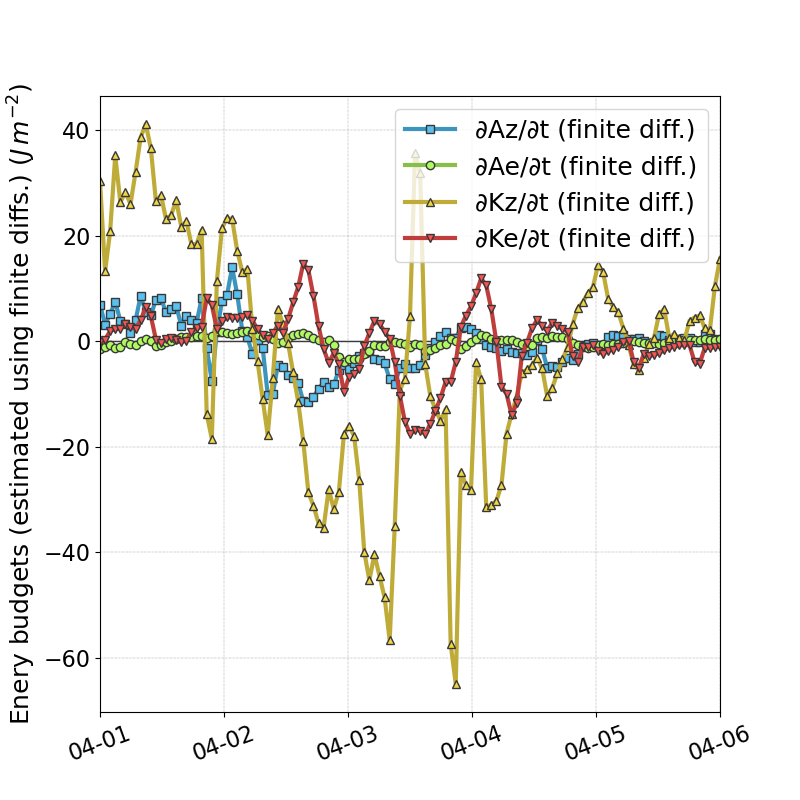 Enery budgets (estimated using finite diffs.) (J m⁻²)
40
20
0
−20
−40
−60
04-01
04-02
04-03
04-04
04-05
04-06
∂Az/∂t (finite diff.)
∂Ae/∂t (finite diff.)
∂Kz/∂t (finite diff.)
∂Ke/∂t (finite diff.)